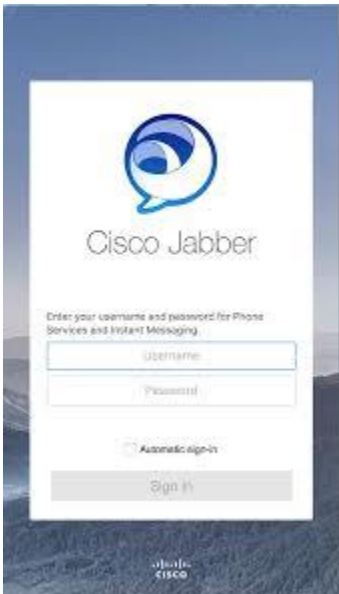 Cisco Jabber
Enter your username and password for Phone
Services and Instant Messaging.
Username
Password
Automatic sign-in
Sign in
CISCO